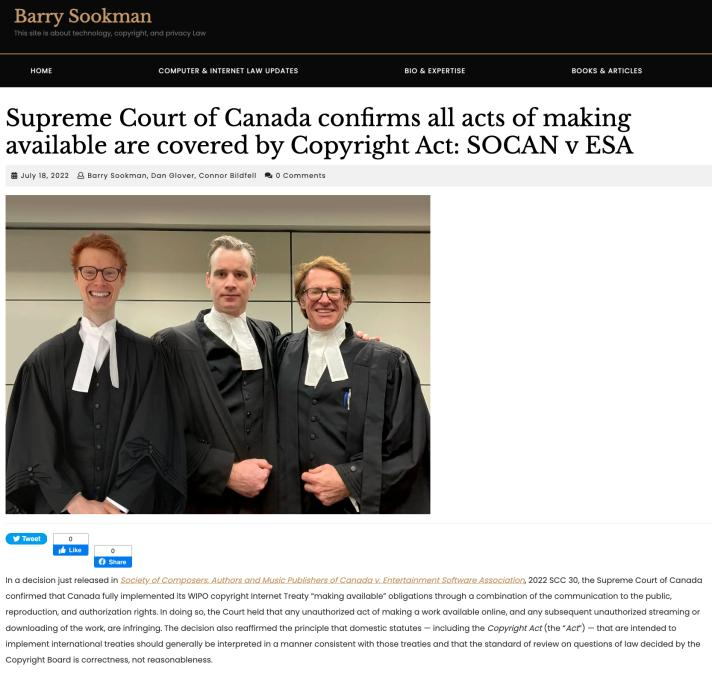 Barry Sookman
This site is about technology, copyright, and privacy Law
HOME
COMPUTER & INTERNET LAW UPDATES
BIO & EXPERTISE
BOOKS & ARTICLES
Supreme Court of Canada confirms all acts of making
available are covered by Copyright Act: SOCAN v ESA
July 18, 2022 Barry Sookman, Dan Glover, Connor Bildfell 0 Comments
Tweet
0
Like
0
Share
In a decision just released in Society of Composers, Authors and Music Publishers of Canada v. Entertainment Software Association, 2022 SCC 30, the Supreme Court of Canada
confirmed that Canada fully implemented its WIPO copyright Internet Treaty “making available” obligations through a combination of the communication to the public,
reproduction, and authorization rights. In doing so, the Court held that any unauthorized act of making a work available online, and any subsequent unauthorized streaming or
downloading of the work, are infringing. The decision also reaffirmed the principle that domestic statutes — including the Copyright Act (the “Act”) — that are intended to
implement international treaties should generally be interpreted in a manner consistent with those treaties and that the standard of review on questions of law decided by the
Copyright Board is correctness, not reasonableness.